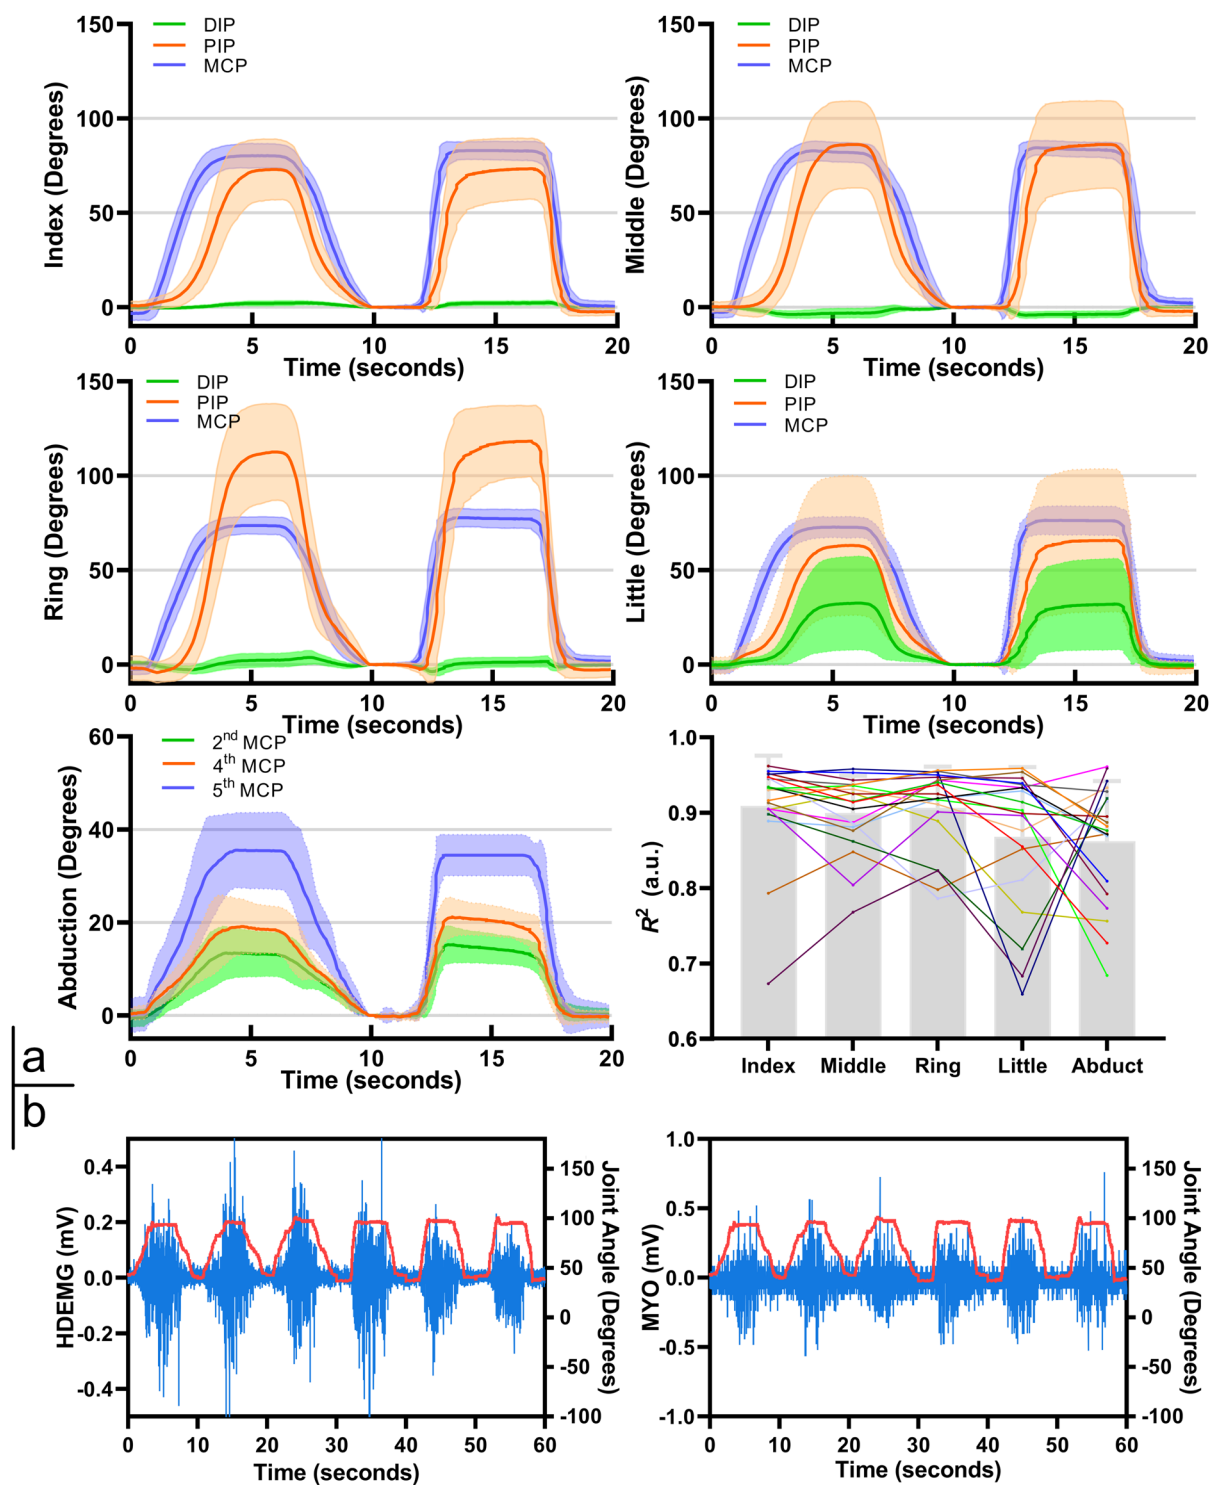 150
100
50
0
Index (Degrees)
DIP
PIP
MCP
0 5 10 15 20
Time (seconds)
150
100
50
0
Middle (Degrees)
DIP
PIP
MCP
0 5 10 15 20
Time (seconds)
150
100
50
0
Ring (Degrees)
DIP
PIP
MCP
0 5 10 15 20
Time (seconds)
150
100
50
0
Little (Degrees)
DIP
PIP
MCP
0 5 10 15 20
Time (seconds)
60
40
20
0
Abduction (Degrees)
2nd MCP
4th MCP
5th MCP
0 5 10 15 20
Time (seconds)
1.0
0.9
0.8
0.7
0.6
R2 (a.u.)
Index Middle Ring Little Abduct
a
b
0.4
0.2
0.0
-0.2
-0.4
HDEMG (mV)
150
100
50
0
-50
-100
Joint Angle (Degrees)
0 10 20 30 40 50 60
Time (seconds)
1.0
0.5
0.0
-0.5
-1.0
MYO (mV)
150
100
50
0
-50
-100
Joint Angle (Degrees)
0 10 20 30 40 50 60
Time (seconds)